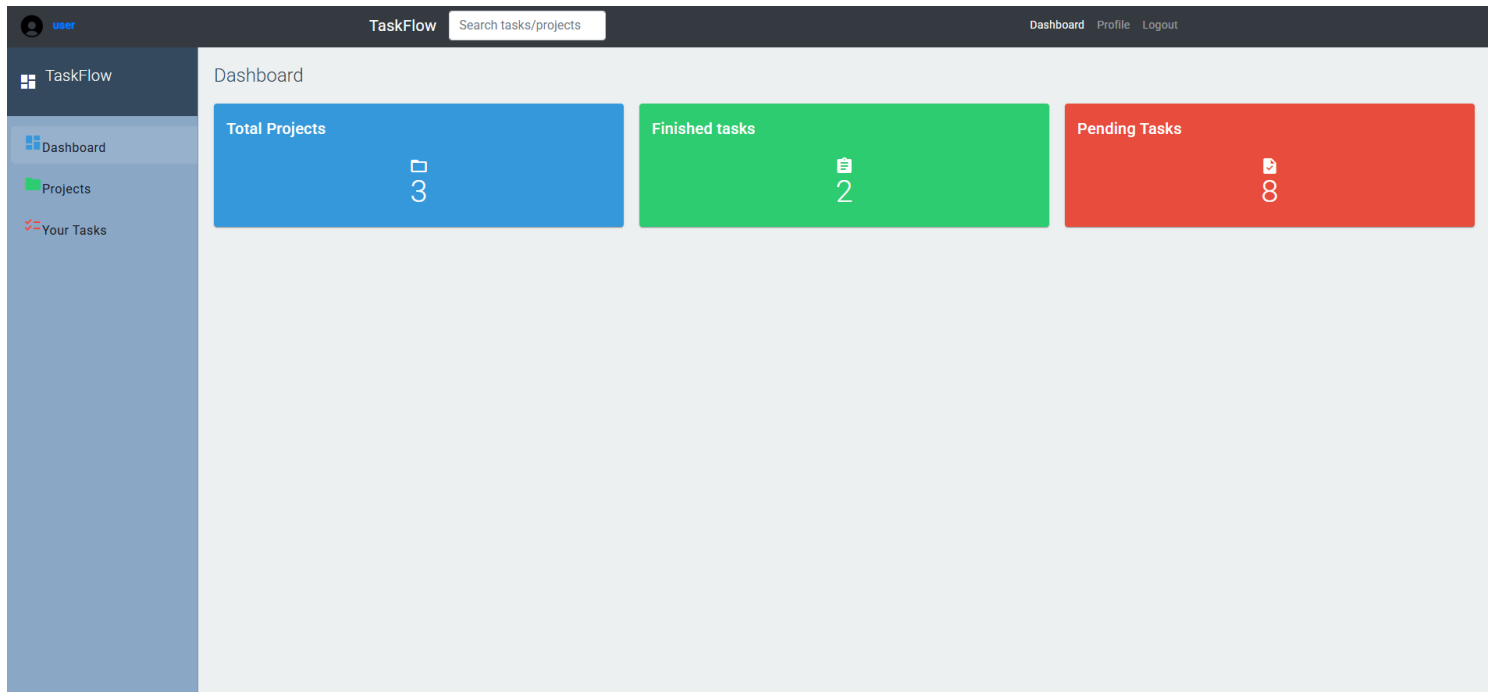 user
TaskFlow
Search tasks/projects
Dashboard Profile Logout
TaskFlow
Dashboard
Projects
Your Tasks
Dashboard
Total Projects
3
Finished tasks
2
Pending Tasks
8